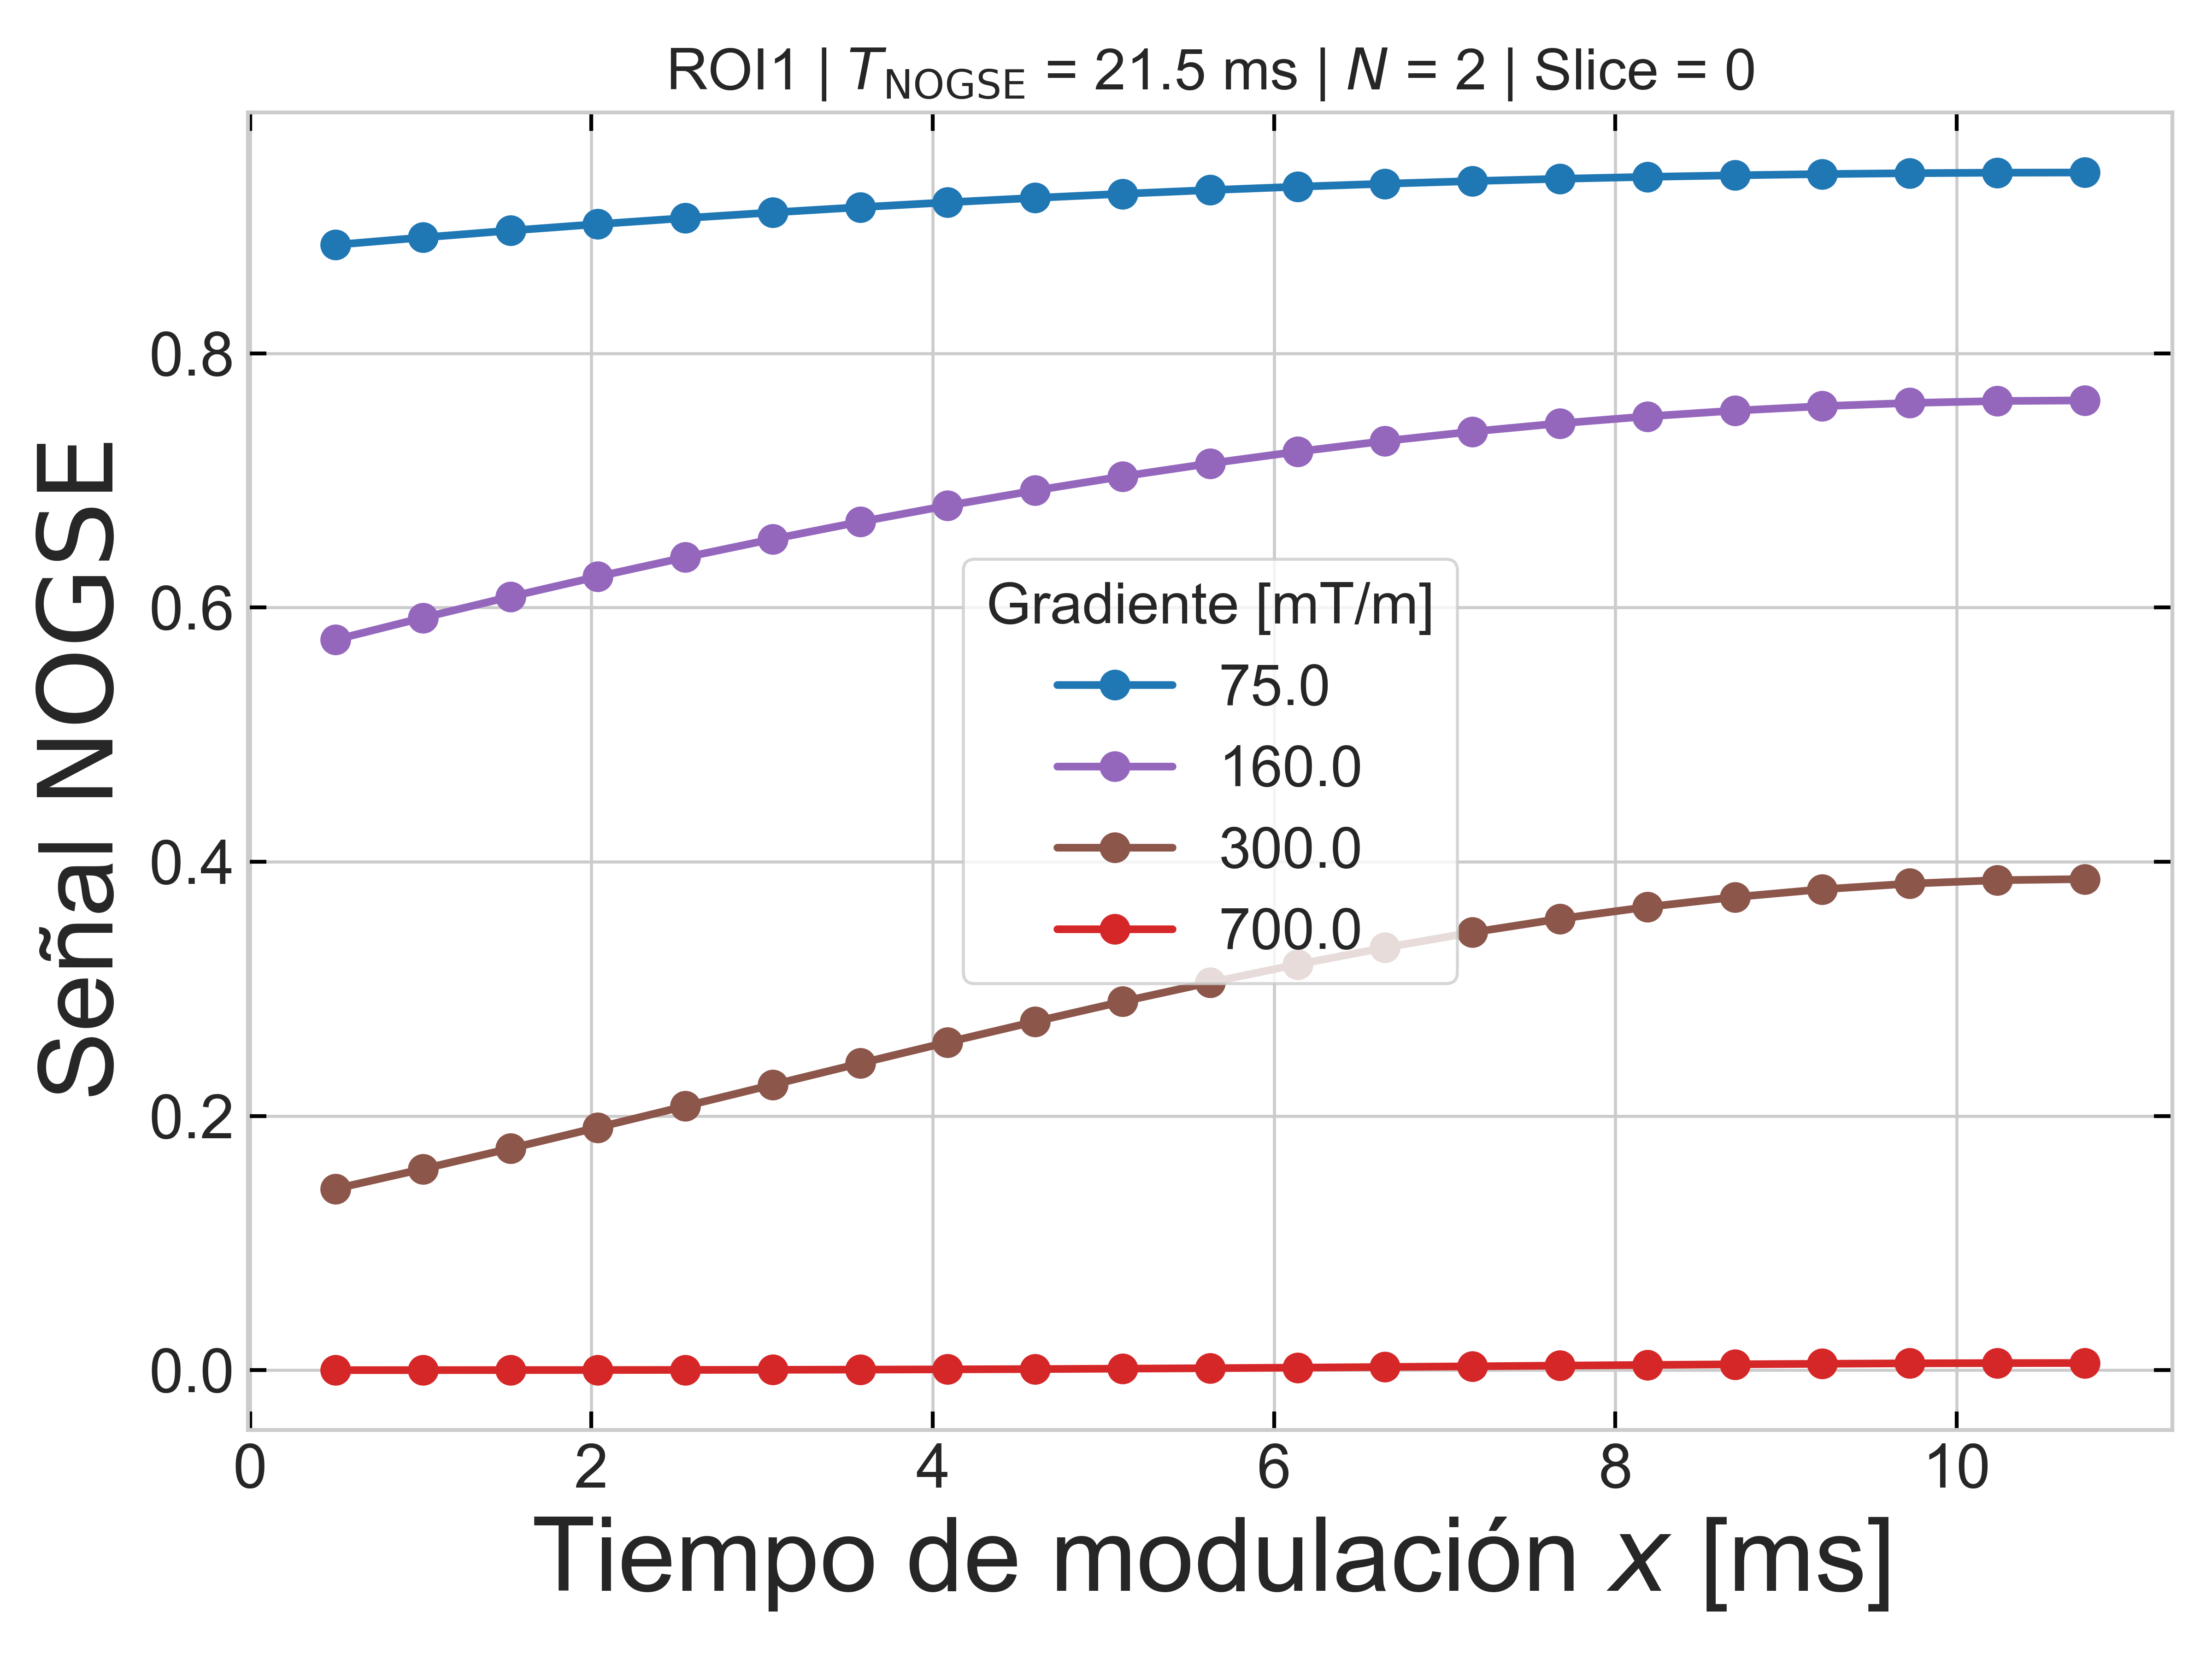 ROI1 | T_NOGSE = 21.5 ms | N = 2 | Slice = 0
Señal NOGSE
0.8
0.6
0.4
0.2
0.0
Gradiente [mT/m]
75.0
160.0
300.0
700.0
0 2 4 6 8 10
Tiempo de modulación x [ms]